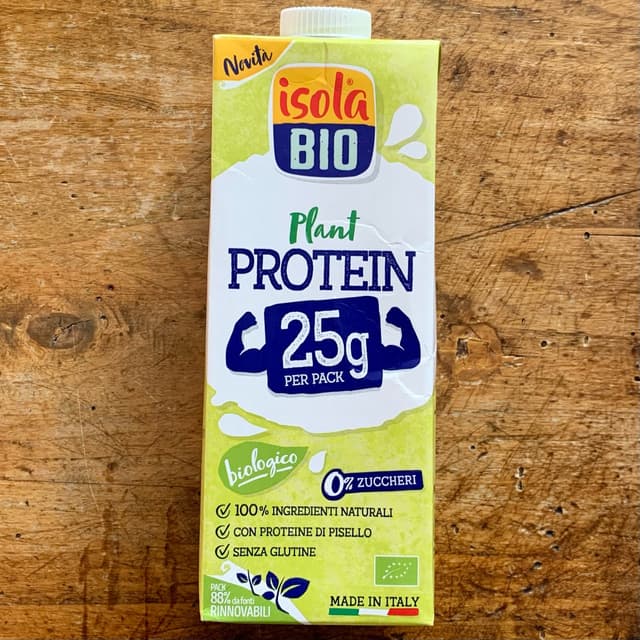 Novità
isola®
BIO
Plant
PROTEIN
25g
PER PACK
biologico
0% ZUCCHERI
100% INGREDIENTI NATURALI
CON PROTEINE DI PISELLO
SENZA GLUTINE
PACK
88% da fonti
RINNOVABILI
MADE IN ITALY